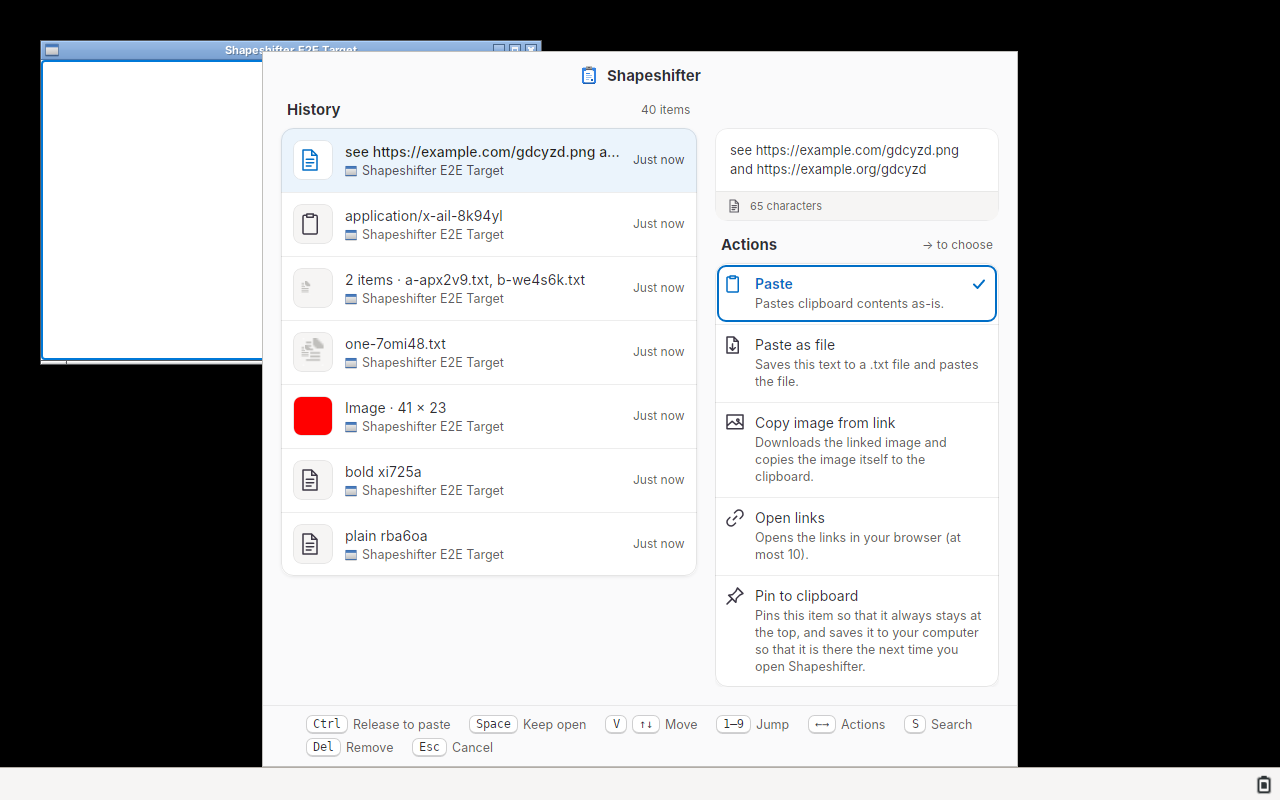 Shapeshifter E2E Target
Shapeshifter
History
40 items
see https://example.com/gdcyzd.png a...
Shapeshifter E2E Target
Just now
application/x-ail-8k94yl
Shapeshifter E2E Target
Just now
2 items · a-apx2v9.txt, b-we4s6k.txt
Shapeshifter E2E Target
Just now
one-7omi48.txt
Shapeshifter E2E Target
Just now
Image · 41 × 23
Shapeshifter E2E Target
Just now
bold xi725a
Shapeshifter E2E Target
Just now
plain rba6oa
Shapeshifter E2E Target
Just now
see https://example.com/gdcyzd.png
and https://example.org/gdcyzd
65 characters
Actions
→ to choose
Paste
Pastes clipboard contents as-is.
Paste as file
Saves this text to a .txt file and pastes
the file.
Copy image from link
Downloads the linked image and
copies the image itself to the
clipboard.
Open links
Opens the links in your browser (at
most 10).
Pin to clipboard
Pins this item so that it always stays at
the top, and saves it to your computer
so that it is there the next time you
open Shapeshifter.
Ctrl Release to paste Space Keep open V ↑↓ Move 1–9 Jump ←→ Actions S Search
Del Remove Esc Cancel